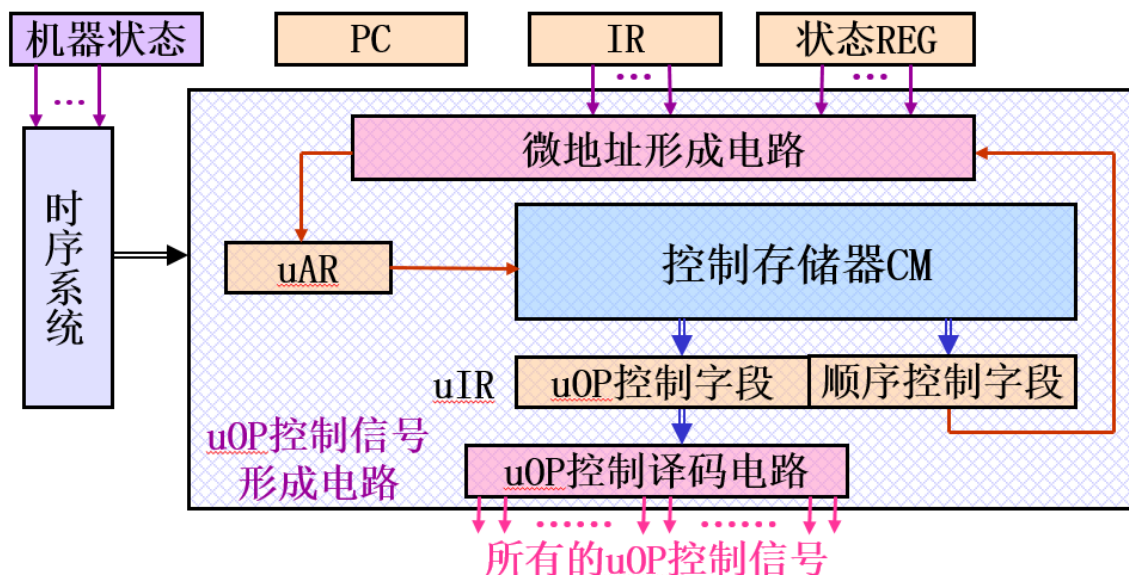 机器状态
PC
IR
状态REG
...
...
...
微地址形成电路
时序系统
uAR
控制存储器CM
uIR
uOP控制字段
顺序控制字段
uOP控制信号
形成电路
uOP控制译码电路
...... ......
所有的uOP控制信号